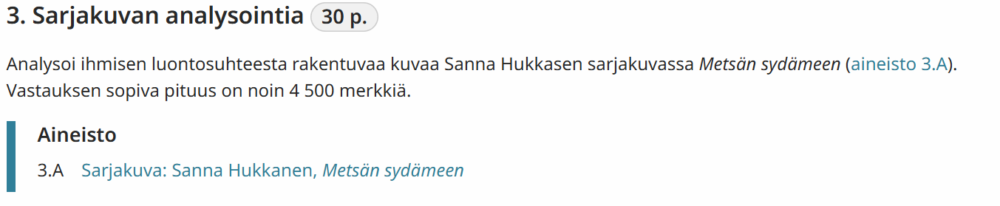 3. Sarjakuvan analysointia 30 p.
Analysoi ihmisen luontosuhteesta rakentuvaa kuvaa Sanna Hukkasen sarjakuvassa Metsän sydämeen (aineisto 3.A).
Vastauksen sopiva pituus on noin 4 500 merkkiä.
Aineisto
3.A Sarjakuva: Sanna Hukkanen, Metsän sydämeen